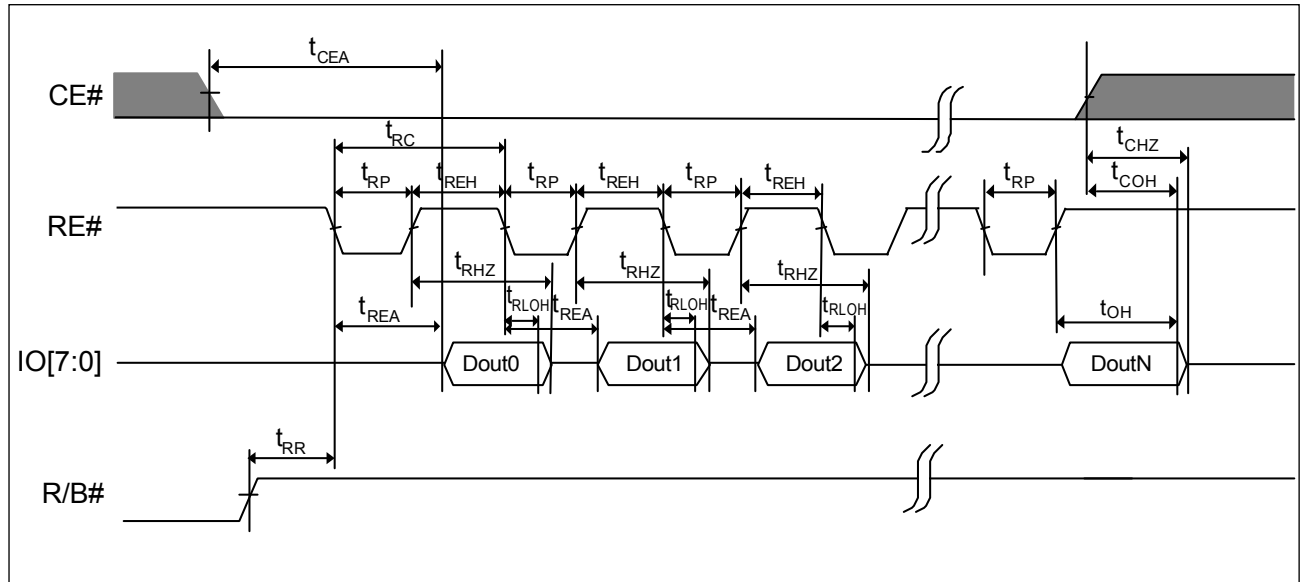 tCEA
CE#
tRC
tCHZ
tRP tREH tRP tREH tRP tREH tRP tCOH
RE#
tRHZ tRHZ tRHZ
tRLOH tRLOH
tREA tREA tREA tRLOH tOH
IO[7:0] Dout0 Dout1 Dout2 DoutN
tRR
R/B#